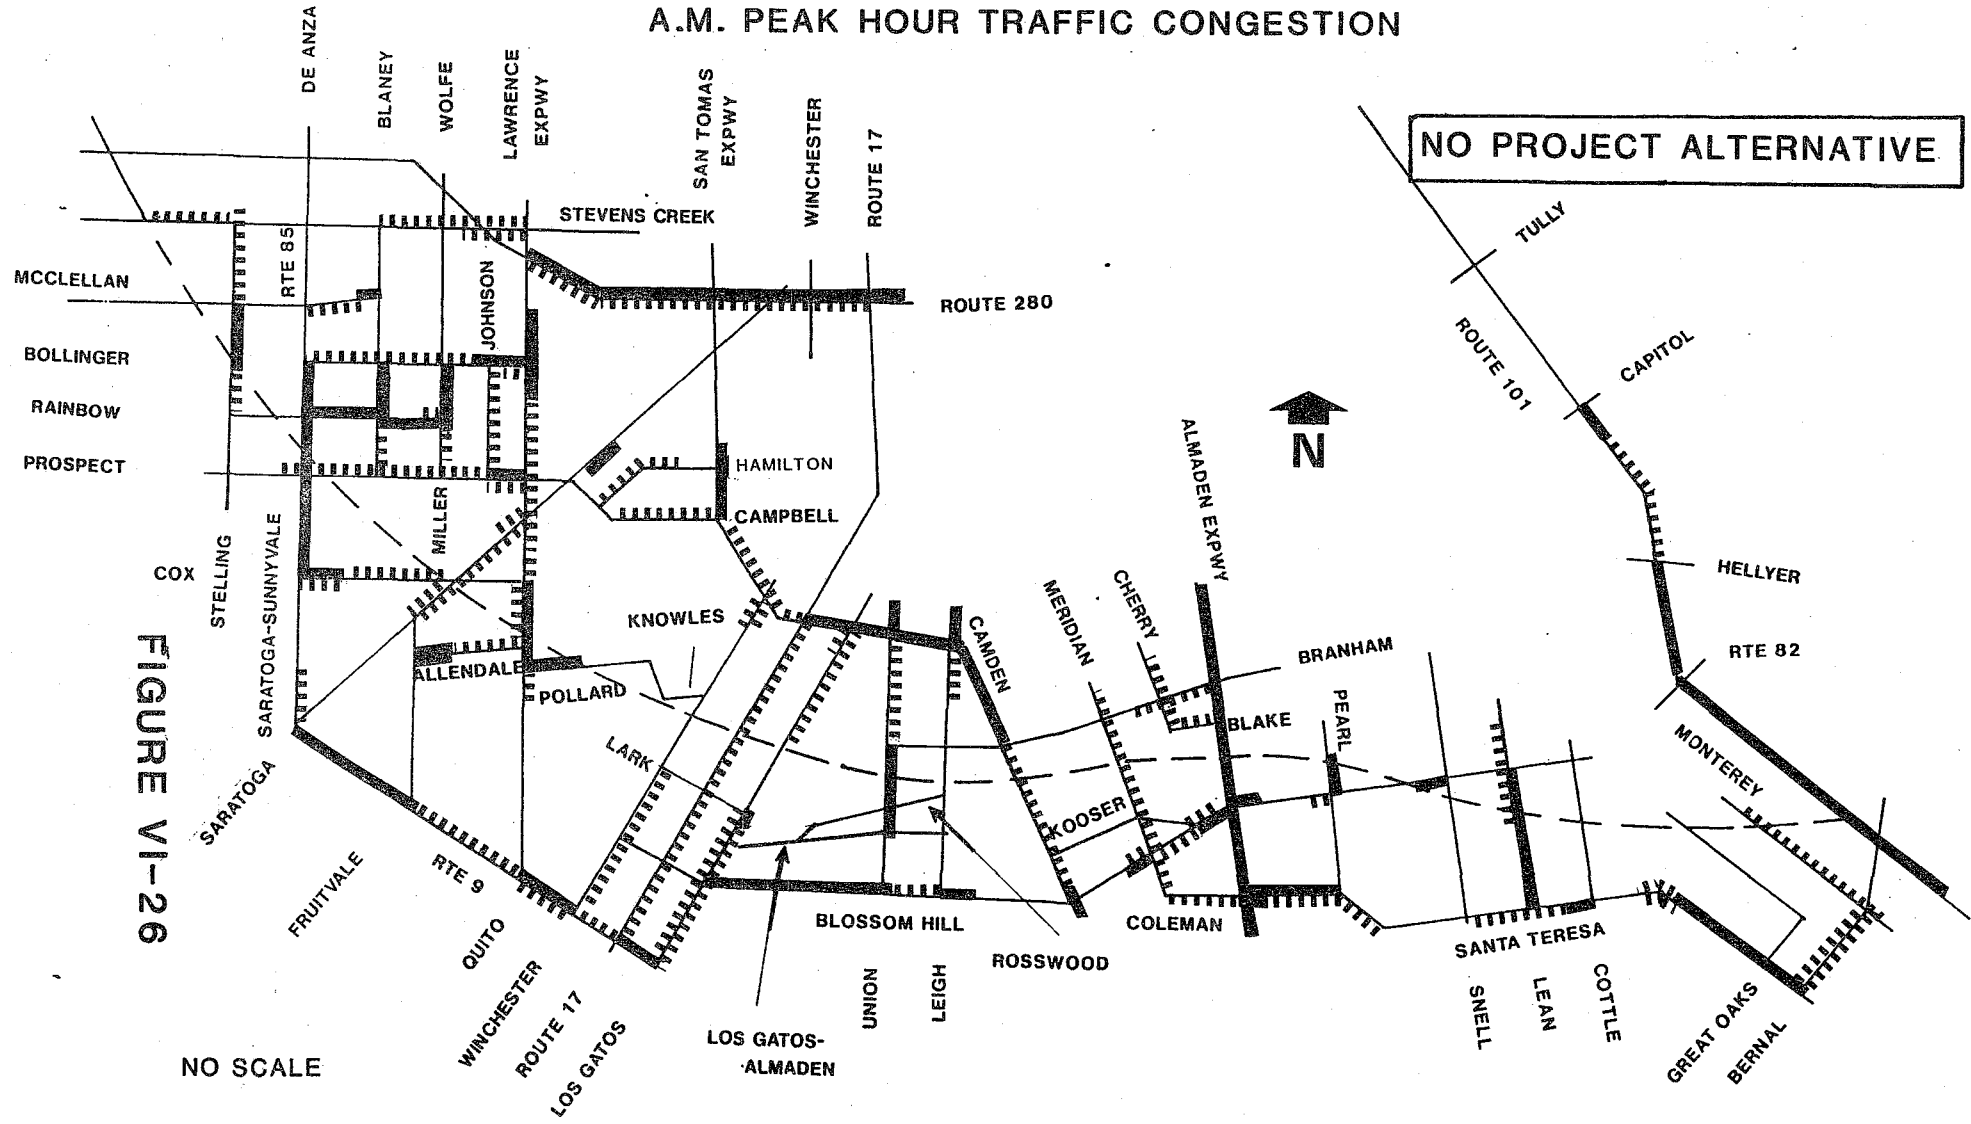 A.M. PEAK HOUR TRAFFIC CONGESTION
NO PROJECT ALTERNATIVE
DE ANZA
BLANEY
WOLFE
LAWRENCE
EXPWY
SAN TOMAS
EXPWY
WINCHESTER
ROUTE 17
STEVENS CREEK
RTE 85
MCCLELLAN
JOHNSON
ROUTE 280
BOLLINGER
RAINBOW
PROSPECT
HAMILTON
CAMPBELL
MILLER
COX
STELLING
SARATOGA-SUNNYVALE
KNOWLES
ALLENDALE
POLLARD
CAMDEN
MERIDIAN
CHERRY
ALMADEN EXPWY
N
BRANHAM
BLAKE
PEARL
TULLY
ROUTE 101
CAPITOL
HELLYER
RTE 82
MONTEREY
LARK
KOOSER
SARATOGA
FRUITVALE
RTE 9
QUITO
WINCHESTER
ROUTE 17
LOS GATOS
BLOSSOM HILL
COLEMAN
SANTA TERESA
ROSSWOOD
UNION
LEIGH
SNELL
LEAN
COTTLE
GREAT OAKS
BERNAL
LOS GATOS-
ALMADEN
NO SCALE
FIGURE VI-26